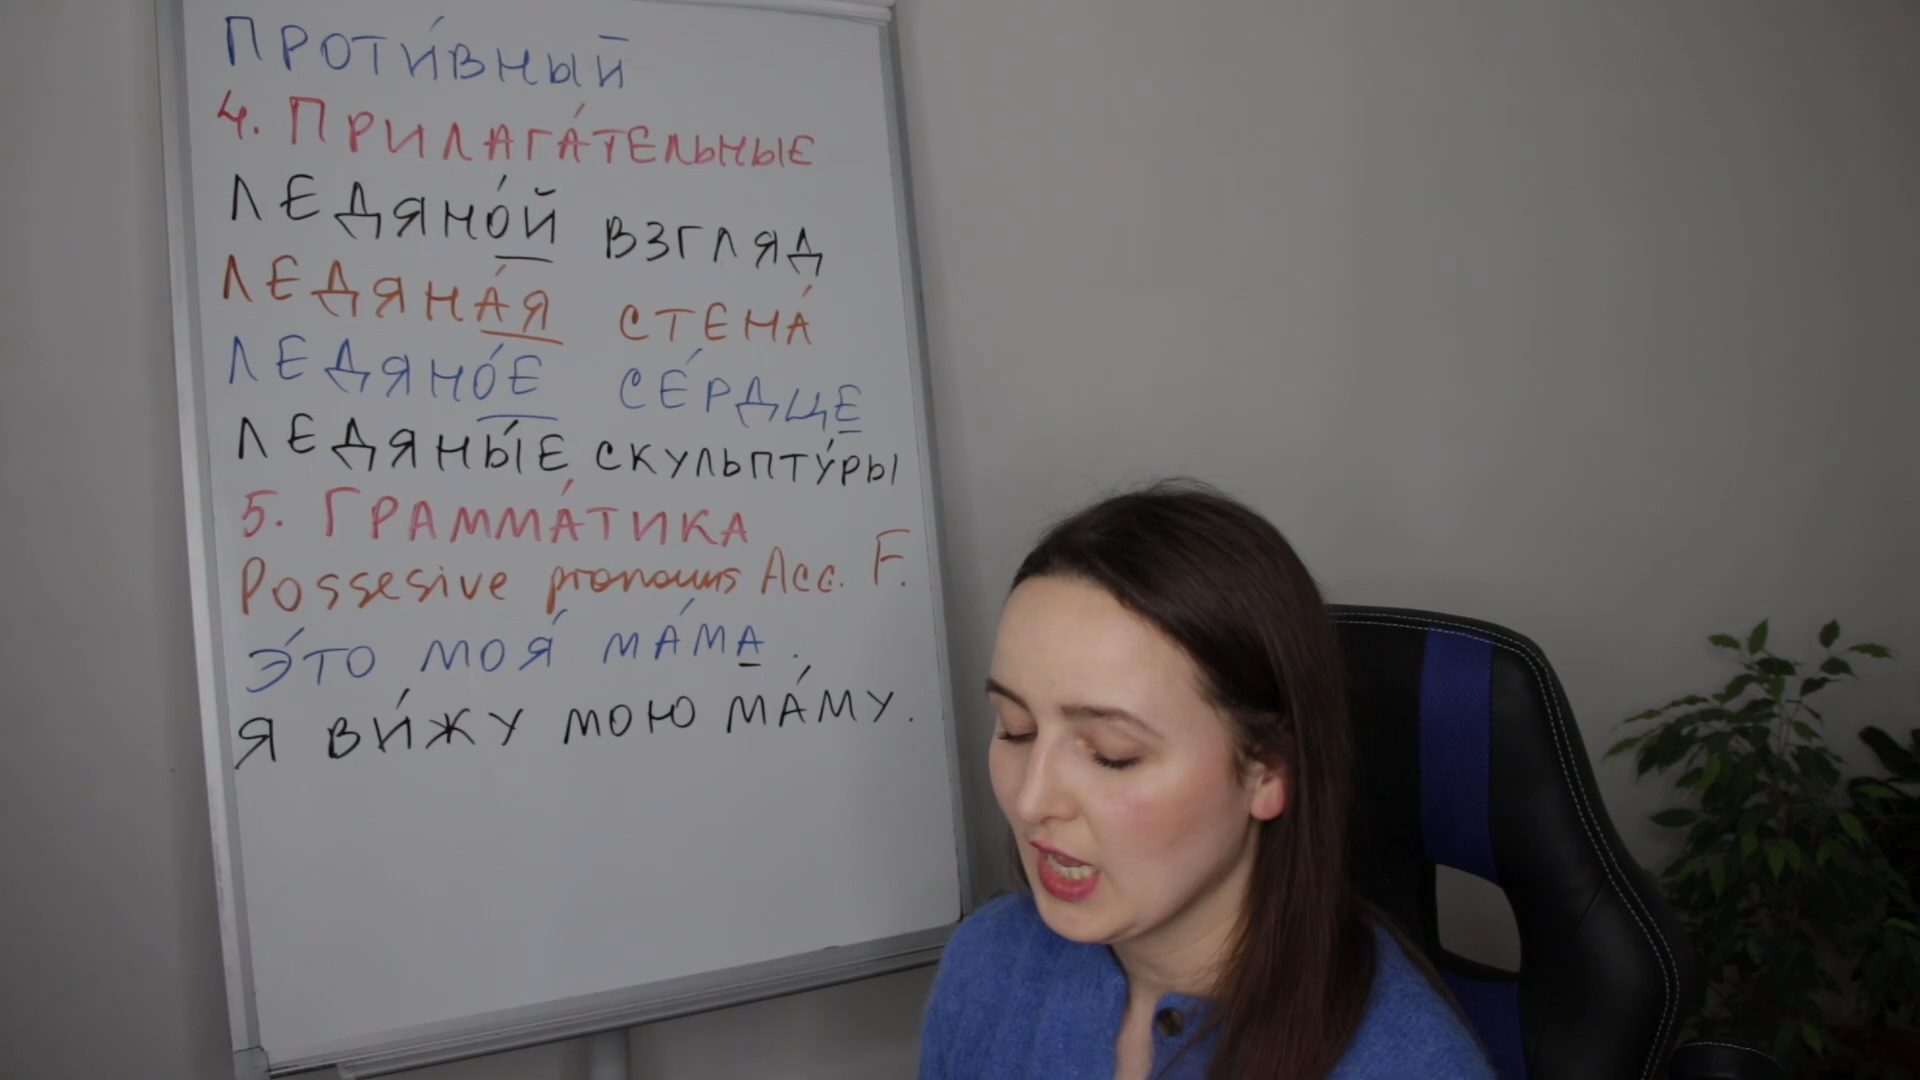 ПРОТИ́ВНЫЙ
4. ПРИЛАГА́ТЕЛЬНЫЕ
ЛЕДЯНО́Й ВЗГЛЯД
ЛЕДЯНА́Я СТЕНА́
ЛЕДЯНО́Е СЕ́РДЦЕ
ЛЕДЯНЫ́Е СКУЛЬПТУ́РЫ
5. ГРАММА́ТИКА
Possesive pronouns Acc. F.
Э́ТО МОЯ́ МА́МА.
Я ВИ́ЖУ МОЮ МА́МУ.